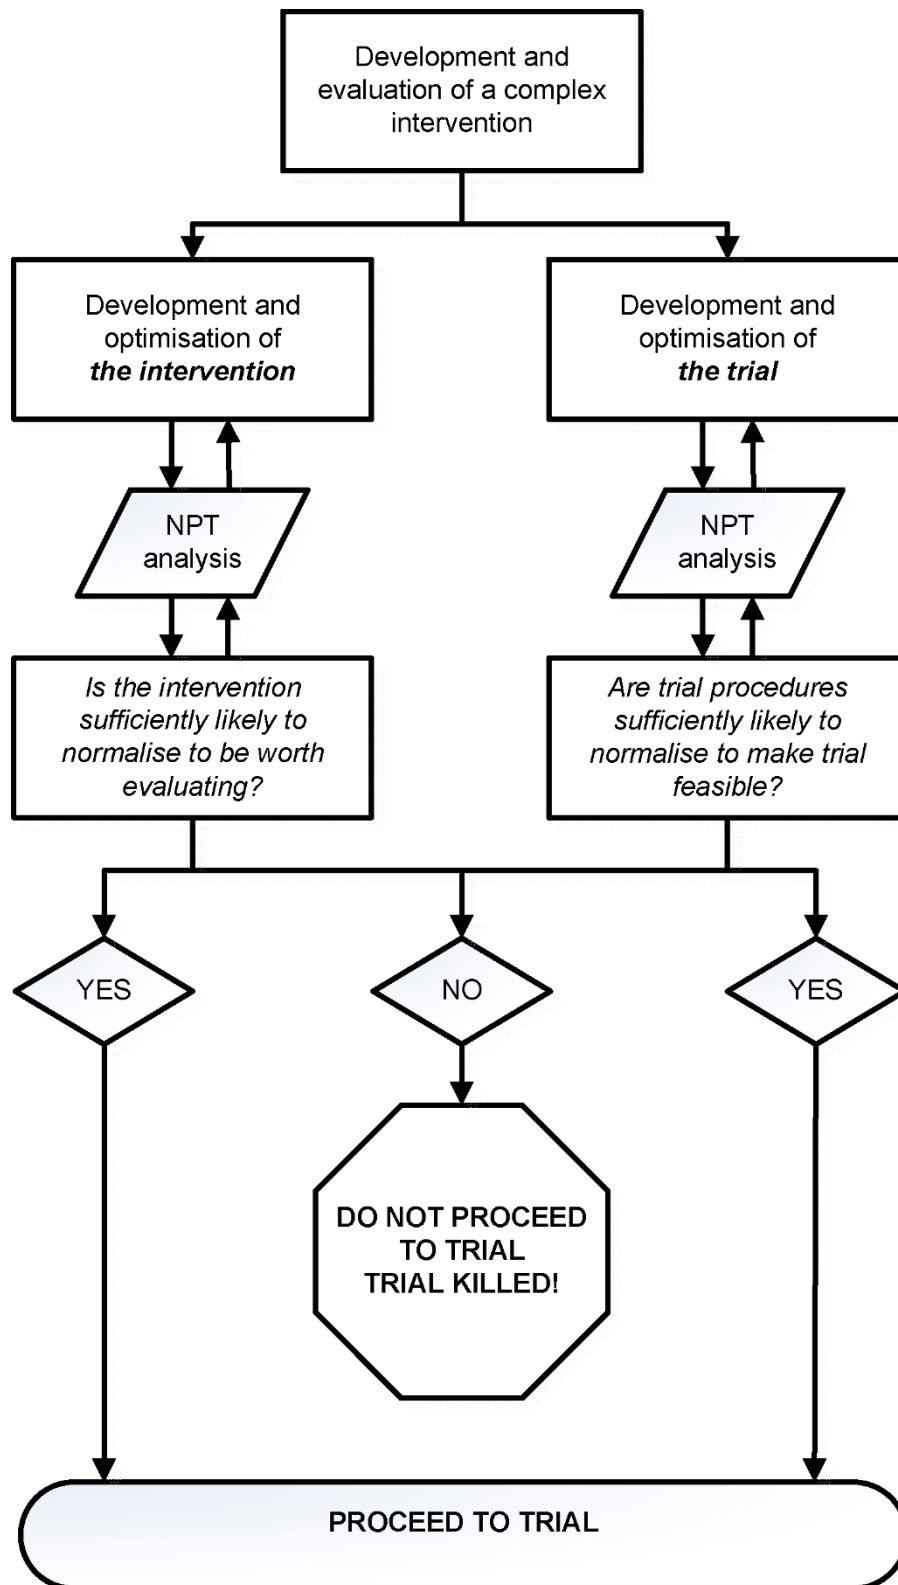 Development and
evaluation of a complex
intervention
Development and
optimisation of
the intervention
Development and
optimisation of
the trial
NPT
analysis
NPT
analysis
Is the intervention
sufficiently likely to
normalise to be worth
evaluating?
Are trial procedures
sufficiently likely to
normalise to make trial
feasible?
YES
NO
YES
DO NOT PROCEED
TO TRIAL
TRIAL KILLED!
PROCEED TO TRIAL